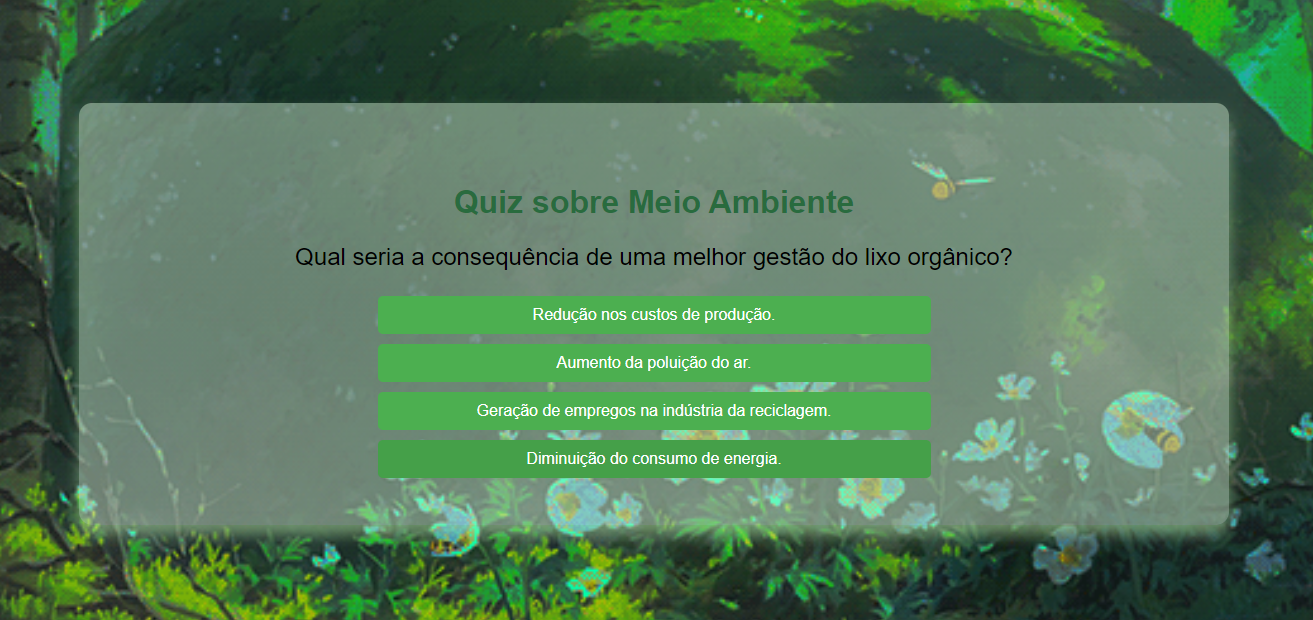 Quiz sobre Meio Ambiente
Qual seria a consequência de uma melhor gestão do lixo orgânico?
Redução nos custos de produção.
Aumento da poluição do ar.
Geração de empregos na indústria da reciclagem.
Diminuição do consumo de energia.